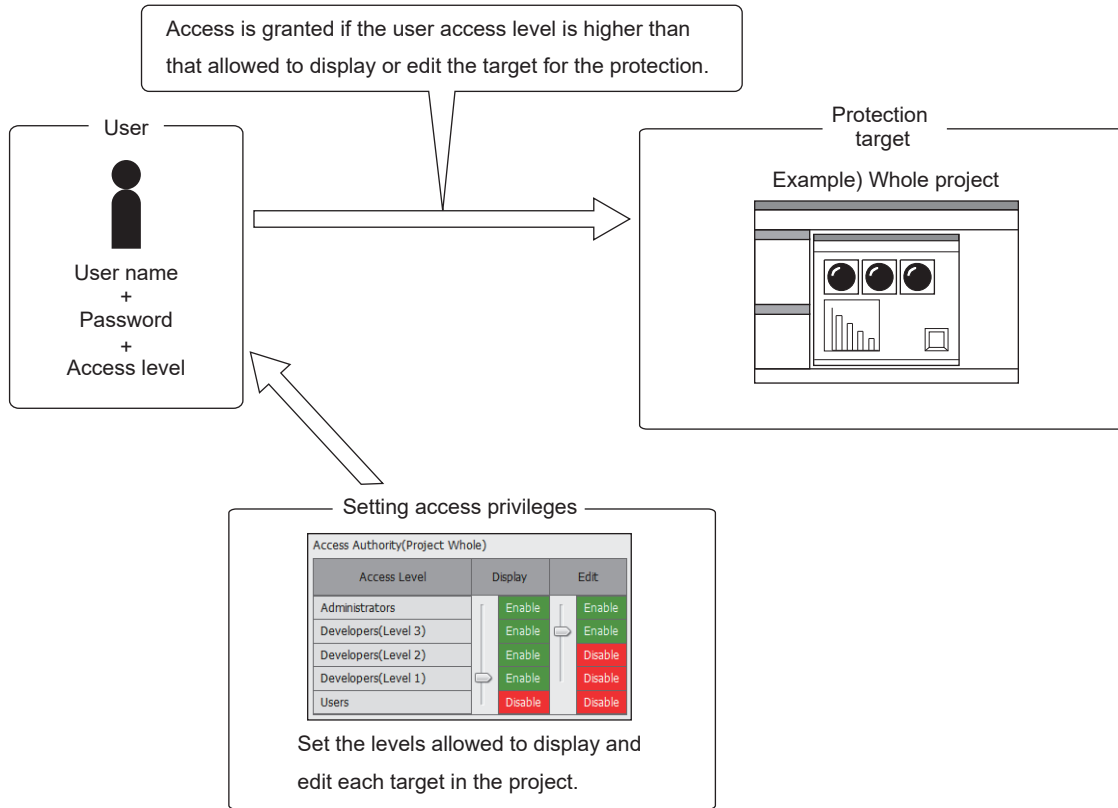 Access is granted if the user access level is higher than
that allowed to display or edit the target for the protection.
User
User name
+
Password
+
Access level
Protection
target
Example) Whole project
Setting access privileges
Access Authority(Project Whole)
Access Level Display Edit
Administrators Enable Enable
Developers(Level 3) Enable Enable
Developers(Level 2) Enable Disable
Developers(Level 1) Enable Disable
Users Disable Disable
Set the levels allowed to display and
edit each target in the project.